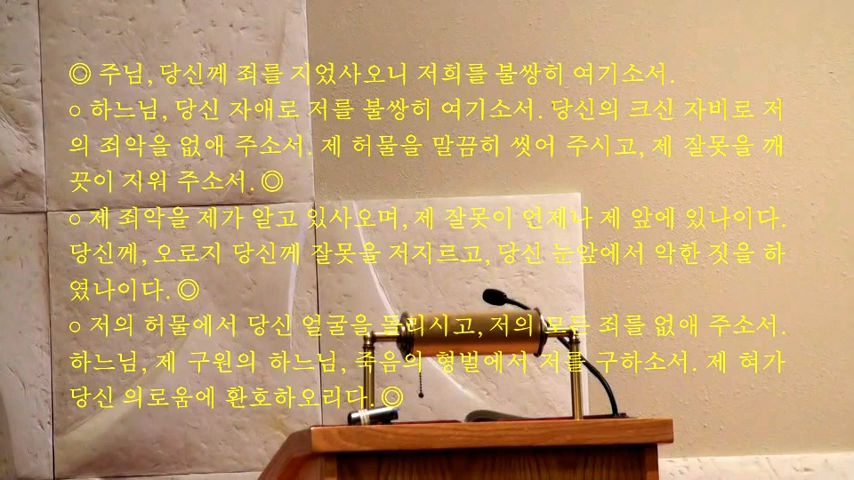 ◎ 주님, 당신께 죄를 지었사오니 저희를 불쌍히 여기소서.
○ 하느님, 당신 자애로 저를 불쌍히 여기소서. 당신의 크신 자비로 저
의 죄악을 없애 주소서. 제 허물을 말끔히 씻어 주시고, 제 잘못을 깨
끗이 지워 주소서. ◎
○ 제 죄악을 제가 알고 있사오며, 제 잘못이 언제나 제 앞에 있나이다.
당신께, 오로지 당신께 잘못을 저지르고, 당신 눈앞에서 악한 짓을 하
였나이다. ◎
○ 저의 허물에서 당신 얼굴을 돌리시고, 저의 모든 죄를 없애 주소서.
하느님, 제 구원의 하느님, 죽음의 형벌에서 저를 구하소서. 제 혀가
당신 의로움에 환호하오리다. ◎